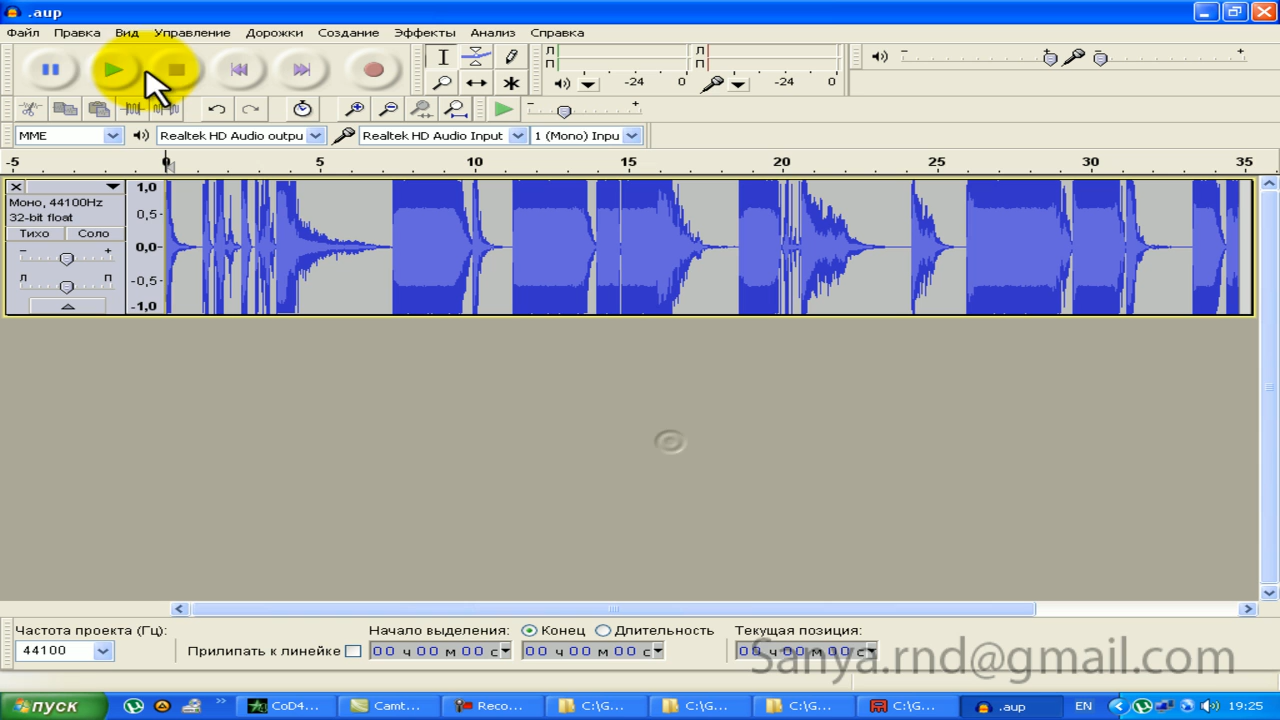 .aup
Файл Правка Вид Управление Дорожки Создание Эффекты Анализ Справка
Л П -24 0 Л П -24 0
MME Realtek HD Audio outpu Realtek HD Audio Input 1 (Mono) Inpu
-5 0 5 10 15 20 25 30 35
Моно, 44100Hz
32-bit float
Тихо Соло
- +
Л П
1,0
0,5-
0,0-
-0,5-
-1,0
Частота проекта (Гц): Начало выделения: Конец Длительность Текущая позиция:
44100 Прилипать к линейке 00 ч 00 м 00 с 00 ч 00 м 00 с 00 ч 00 м 00 с
Sanya.rnd@gmail.com
пуск CoD4... Camt... Reco... C:\G... C:\G... C:\G... C:\G... .aup EN 19:25